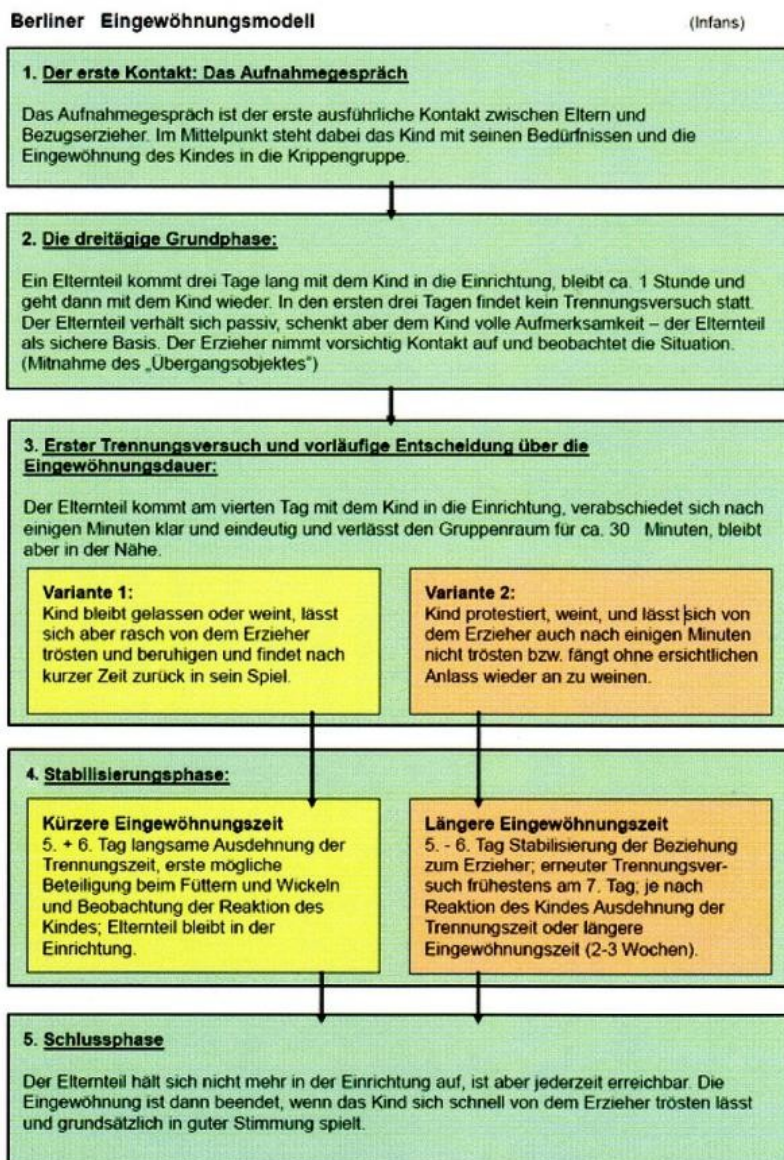 Berliner Eingewöhnungsmodell (Infans)
1. Der erste Kontakt: Das Aufnahmegespräch
Das Aufnahmegespräch ist der erste ausführliche Kontakt zwischen Eltern und
Bezugserzieher. Im Mittelpunkt steht dabei das Kind mit seinen Bedürfnissen und die
Eingewöhnung des Kindes in die Krippengruppe.
2. Die dreitägige Grundphase:
Ein Elternteil kommt drei Tage lang mit dem Kind in die Einrichtung, bleibt ca. 1 Stunde und
geht dann mit dem Kind wieder. In den ersten drei Tagen findet kein Trennungsversuch statt.
Der Elternteil verhält sich passiv, schenkt aber dem Kind volle Aufmerksamkeit – der Elternteil
als sichere Basis. Der Erzieher nimmt vorsichtig Kontakt auf und beobachtet die Situation.
(Mitnahme des „Übergangsobjektes")
3. Erster Trennungsversuch und vorläufige Entscheidung über die
Eingewöhnungsdauer:
Der Elternteil kommt am vierten Tag mit dem Kind in die Einrichtung, verabschiedet sich nach
einigen Minuten klar und eindeutig und verlässt den Gruppenraum für ca. 30 Minuten, bleibt
aber in der Nähe.
Variante 1:
Kind bleibt gelassen oder weint, lässt
sich aber rasch von dem Erzieher
trösten und beruhigen und findet nach
kurzer Zeit zurück in sein Spiel.
Variante 2:
Kind protestiert, weint, und lässt sich von
dem Erzieher auch nach einigen Minuten
nicht trösten bzw. fängt ohne ersichtlichen
Anlass wieder an zu weinen.
4. Stabilisierungsphase:
Kürzere Eingewöhnungszeit
5. + 6. Tag langsame Ausdehnung der
Trennungszeit, erste mögliche
Beteiligung beim Füttern und Wickeln
und Beobachtung der Reaktion des
Kindes; Elternteil bleibt in der
Einrichtung.
Längere Eingewöhnungszeit
5. - 6. Tag Stabilisierung der Beziehung
zum Erzieher; erneuter Trennungsver-
such frühestens am 7. Tag; je nach
Reaktion des Kindes Ausdehnung der
Trennungszeit oder längere
Eingewöhnungszeit (2-3 Wochen).
5. Schlussphase
Der Elternteil hält sich nicht mehr in der Einrichtung auf, ist aber jederzeit erreichbar. Die
Eingewöhnung ist dann beendet, wenn das Kind sich schnell von dem Erzieher trösten lässt
und grundsätzlich in guter Stimmung spielt.